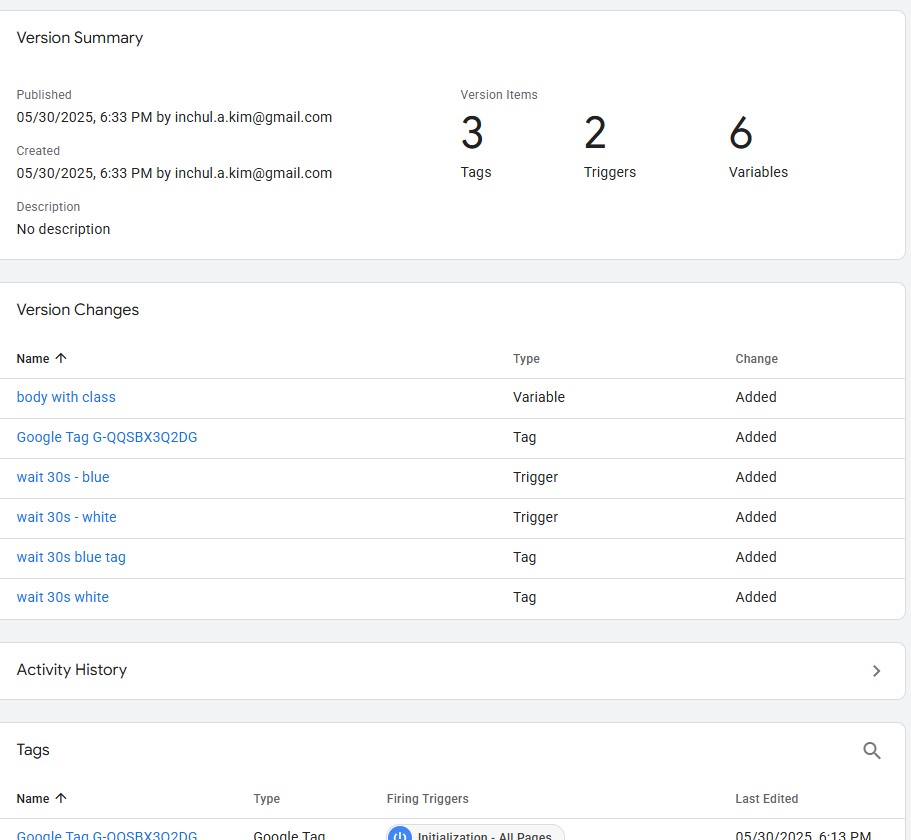 Version Summary
Published
05/30/2025, 6:33 PM by inchul.a.kim@gmail.com
Created
05/30/2025, 6:33 PM by inchul.a.kim@gmail.com
Description
No description
Version Items
3 2 6
Tags Triggers Variables
Version Changes
Name Type Change
body with class Variable Added
Google Tag G-QQSBX3Q2DG Tag Added
wait 30s - blue Trigger Added
wait 30s - white Trigger Added
wait 30s blue tag Tag Added
wait 30s white Tag Added
Activity History
Tags
Name Type Firing Triggers Last Edited
Google Tag G-QQSBX3Q2DG Google Tag Initialization - All Pages 05/30/2025, 6:13 PM